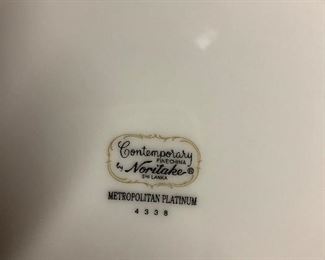 Contemporary
FINE CHINA
by Noritake®
SRI LANKA
METROPOLITAN PLATINUM
4338